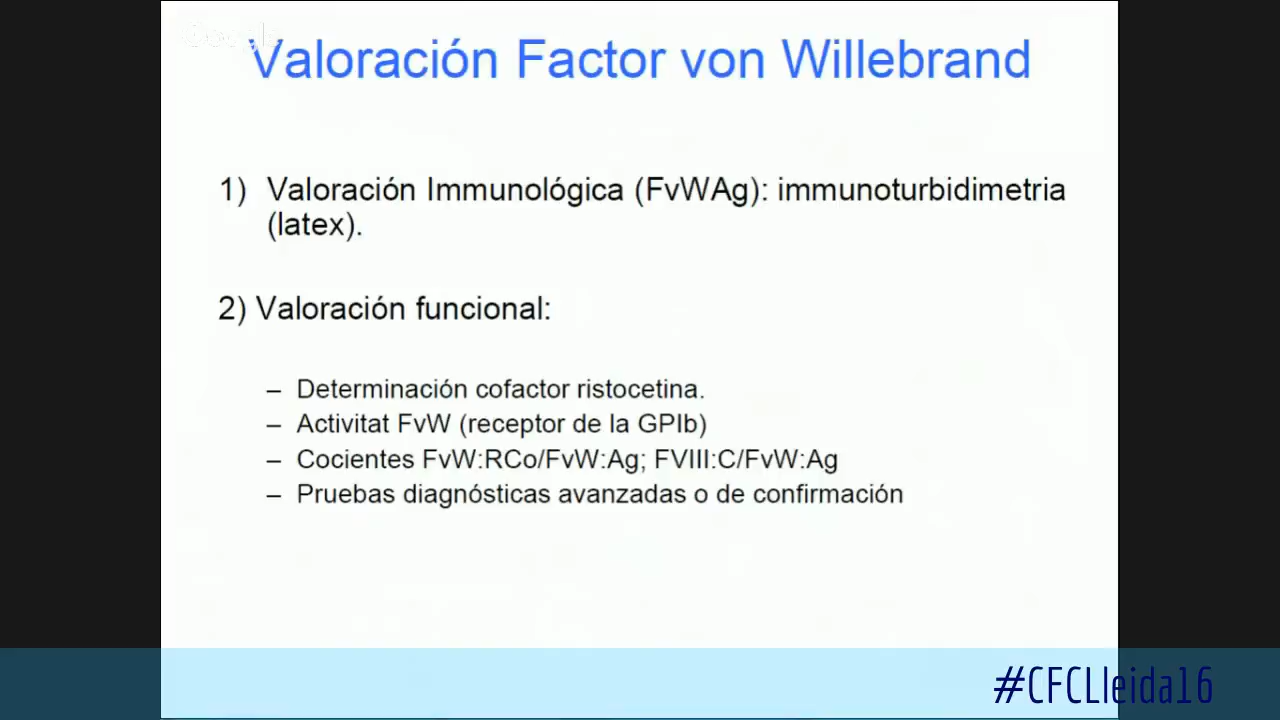 Google
Valoración Factor von Willebrand
1) Valoración Immunológica (FvWAg): immunoturbidimetria
(latex).
2) Valoración funcional:
– Determinación cofactor ristocetina.
– Activitat FvW (receptor de la GPIb)
– Cocientes FvW:RCo/FvW:Ag; FVIII:C/FvW:Ag
– Pruebas diagnósticas avanzadas o de confirmación
#CFCLleida16